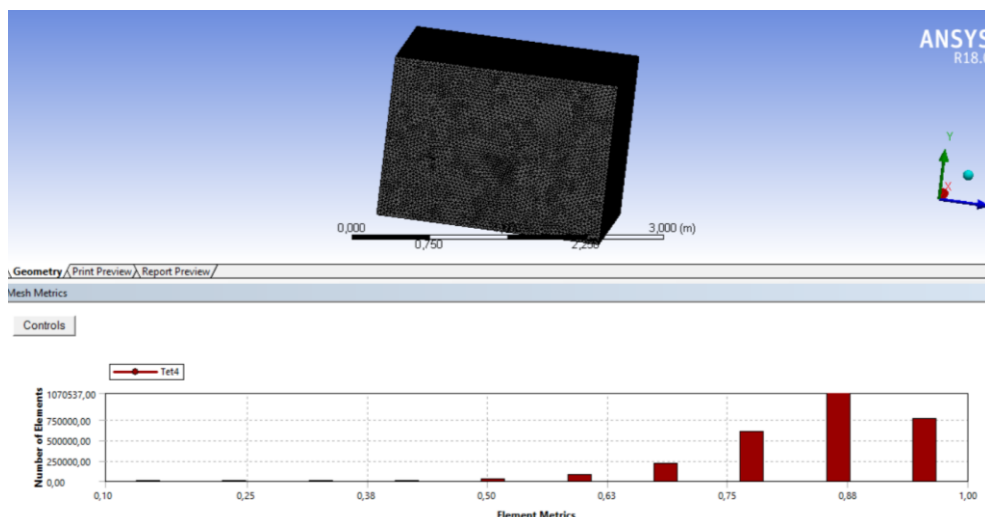 ANSYS
R18.
Y
X
0,000
3,000 (m)
0,750
2,250
Geometry Print Preview Report Preview
Mesh Metrics
Controls
Tet4
Number of Elements
1070537,00
750000,00
500000,00
250000,00
0,00
0,10 0,25 0,38 0,50 0,63 0,75 0,88 1,00
Element Metrics